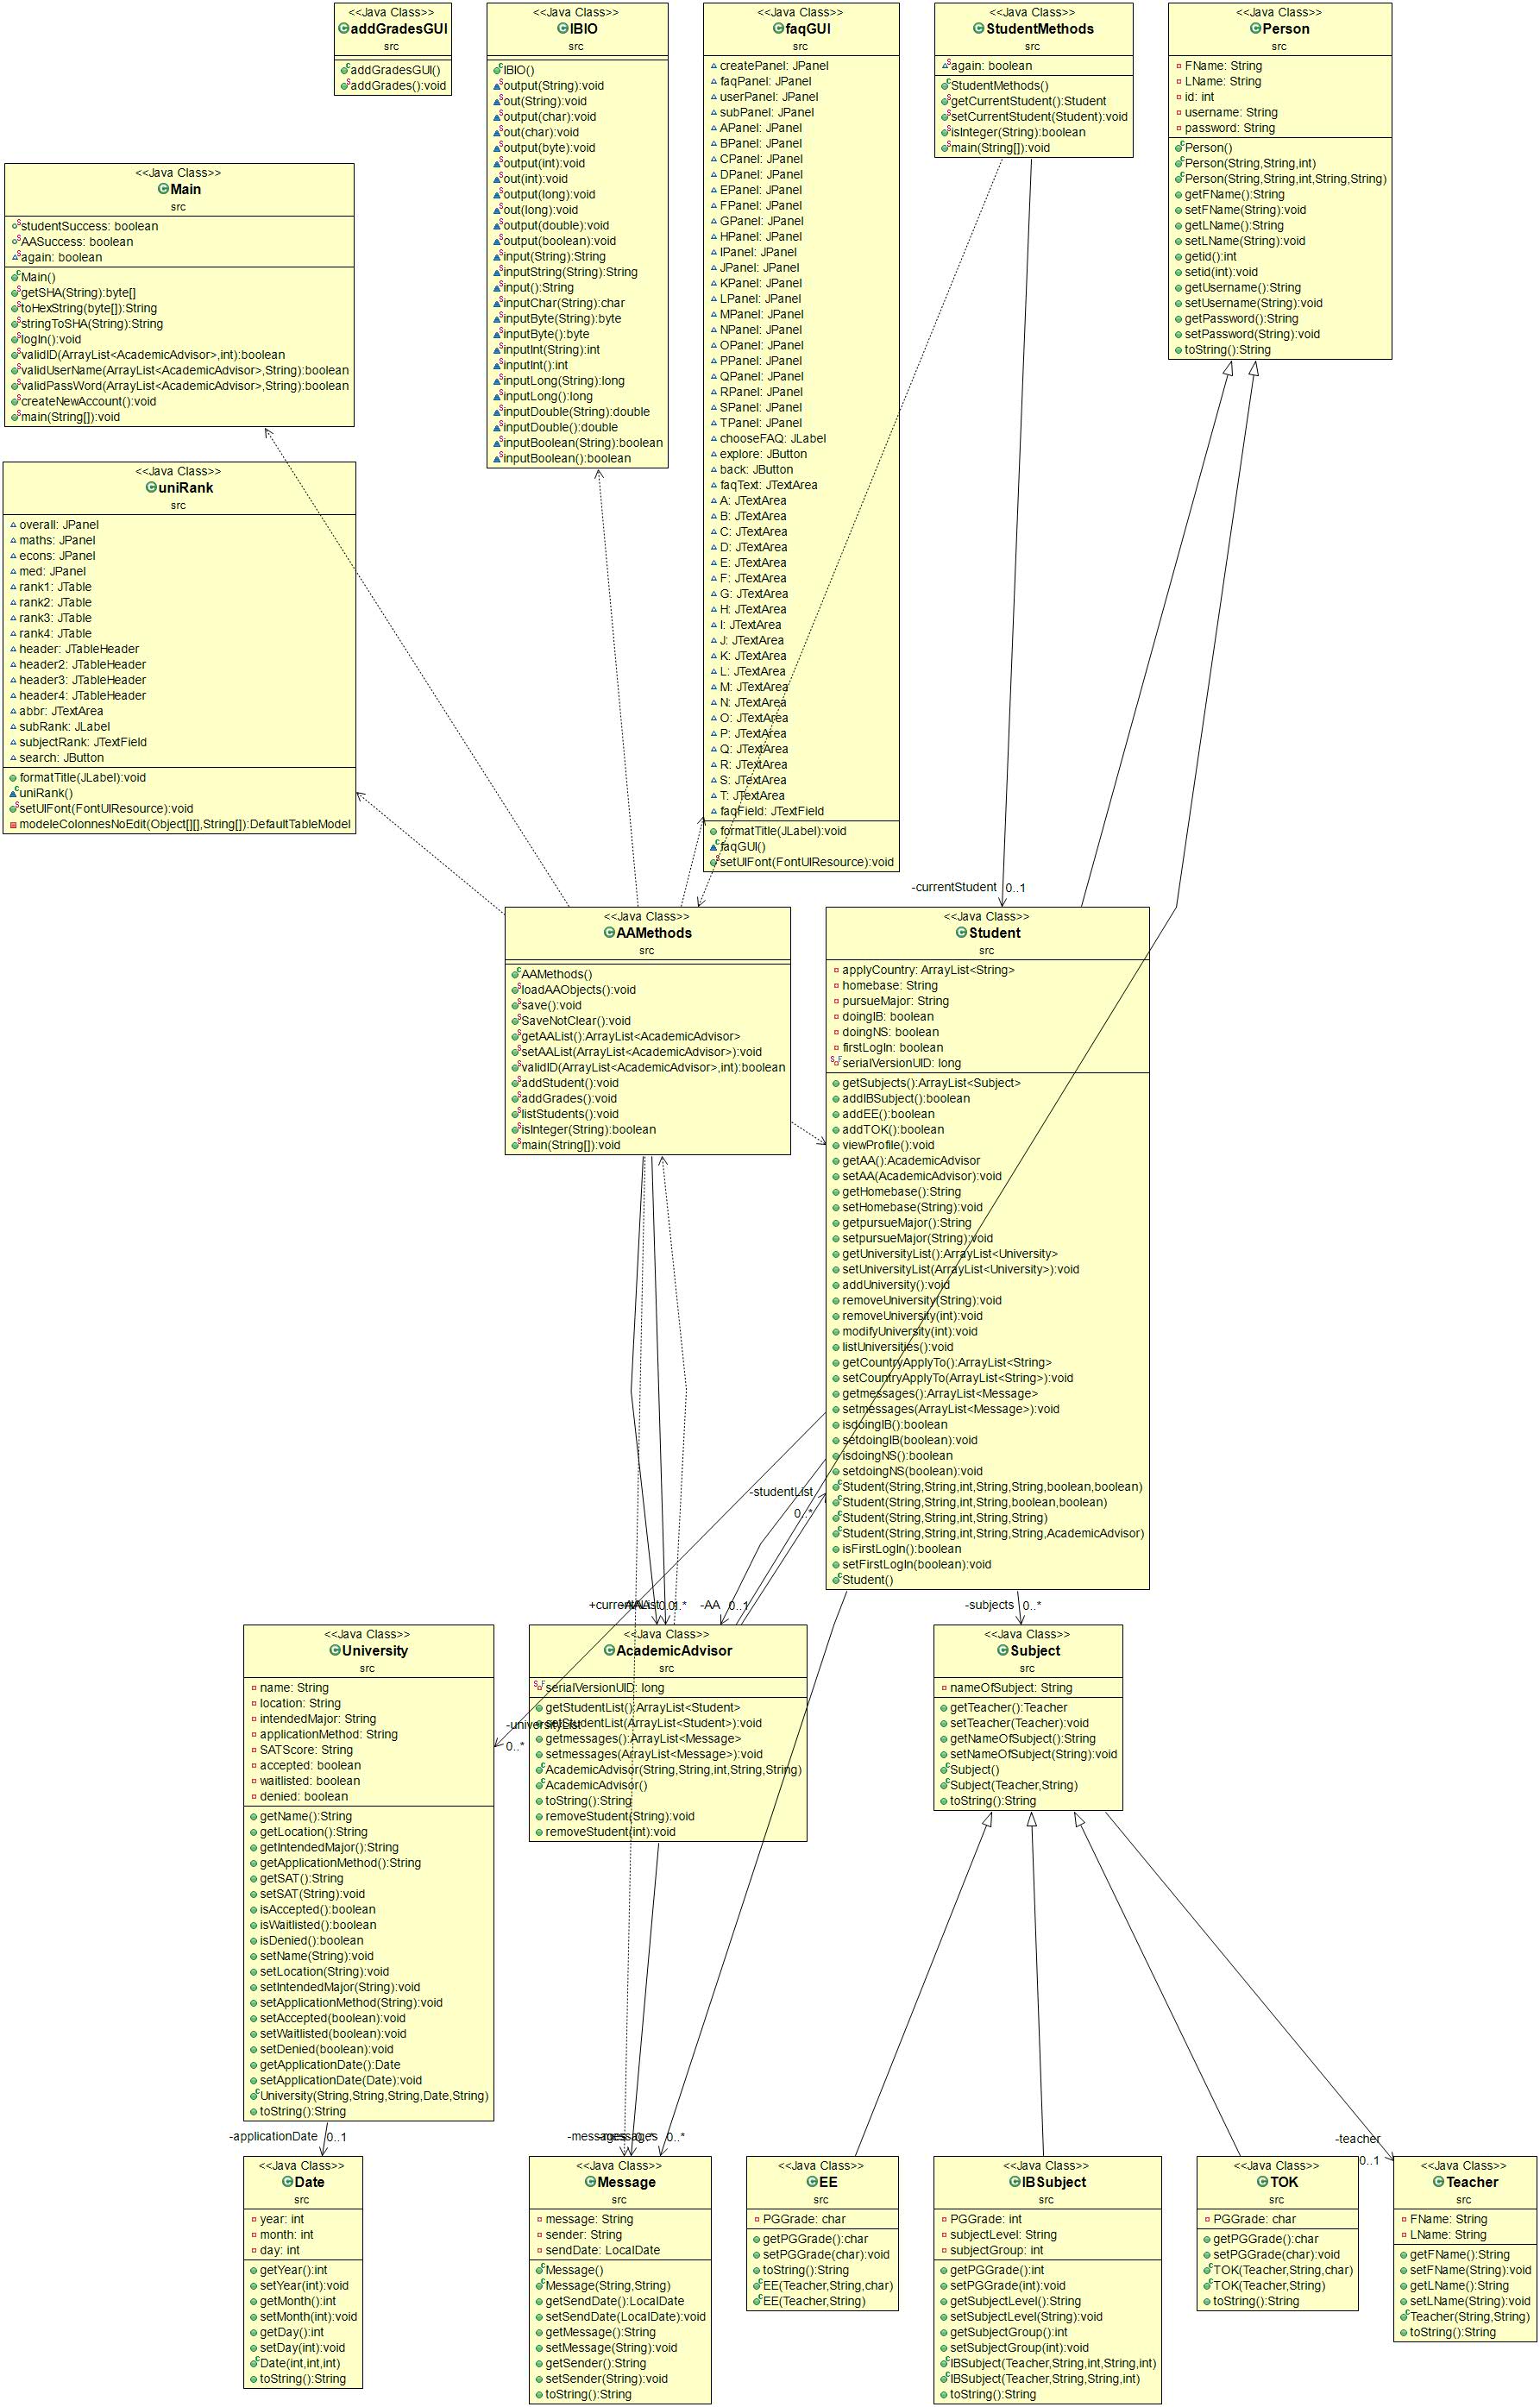 <<Java Class>>
addGradesGUI
src
addGradesGUI()
addGrades():void
<<Java Class>>
IBIO
src
IBIO()
output(String):void
out(String):void
output(char):void
out(char):void
output(byte):void
output(int):void
out(int):void
output(long):void
out(long):void
output(double):void
output(boolean):void
input(String):String
inputString(String):String
input():String
inputChar(String):char
inputByte(String):byte
inputByte():byte
inputInt(String):int
inputInt():int
inputLong(String):long
inputLong():long
inputDouble(String):double
inputDouble():double
inputBoolean(String):boolean
inputBoolean():boolean
<<Java Class>>
faqGUI
src
createPanel: JPanel
faqPanel: JPanel
userPanel: JPanel
subPanel: JPanel
APanel: JPanel
BPanel: JPanel
CPanel: JPanel
DPanel: JPanel
EPanel: JPanel
FPanel: JPanel
GPanel: JPanel
HPanel: JPanel
IPanel: JPanel
JPanel: JPanel
KPanel: JPanel
LPanel: JPanel
MPanel: JPanel
NPanel: JPanel
OPanel: JPanel
PPanel: JPanel
QPanel: JPanel
RPanel: JPanel
SPanel: JPanel
TPanel: JPanel
chooseFAQ: JLabel
explore: JButton
back: JButton
faqText: JTextArea
A: JTextArea
B: JTextArea
C: JTextArea
D: JTextArea
E: JTextArea
F: JTextArea
G: JTextArea
H: JTextArea
I: JTextArea
J: JTextArea
K: JTextArea
L: JTextArea
M: JTextArea
N: JTextArea
O: JTextArea
P: JTextArea
Q: JTextArea
R: JTextArea
S: JTextArea
T: JTextArea
faqField: JTextField
formatTitle(JLabel):void
faqGUI()
setUIFont(FontUIResource):void
<<Java Class>>
StudentMethods
src
again: boolean
StudentMethods()
getCurrentStudent():Student
setCurrentStudent(Student):void
isInteger(String):boolean
main(String[]):void
<<Java Class>>
Person
src
FName: String
LName: String
id: int
username: String
password: String
Person()
Person(String,String,int)
Person(String,String,int,String,String)
getFName():String
setFName(String):void
getLName():String
setLName(String):void
getid():int
setid(int):void
getUsername():String
setUsername(String):void
getPassword():String
setPassword(String):void
toString():String
<<Java Class>>
Main
src
studentSuccess: boolean
AASuccess: boolean
again: boolean
Main()
getSHA(String):byte[]
toHexString(byte[]):String
stringToSHA(String):String
logIn():void
validID(ArrayList<AcademicAdvisor>,int):boolean
validUserName(ArrayList<AcademicAdvisor>,String):boolean
validPassWord(ArrayList<AcademicAdvisor>,String):boolean
createNewAccount():void
main(String[]):void
<<Java Class>>
uniRank
src
overall: JPanel
maths: JPanel
econs: JPanel
med: JPanel
rank1: JTable
rank2: JTable
rank3: JTable
rank4: JTable
header: JTableHeader
header2: JTableHeader
header3: JTableHeader
header4: JTableHeader
abbr: JTextArea
subRank: JLabel
subjectRank: JTextField
search: JButton
formatTitle(JLabel):void
uniRank()
setUIFont(FontUIResource):void
modeleColonnesNoEdit(Object[][],String[]):DefaultTableModel
-currentStudent 0..1
<<Java Class>>
AAMethods
src
AAMethods()
loadAAObjects():void
save():void
SaveNotClear():void
getAAList():ArrayList<AcademicAdvisor>
setAAList(ArrayList<AcademicAdvisor>):void
validID(ArrayList<AcademicAdvisor>,int):boolean
addStudent():void
addGrades():void
listStudents():void
isInteger(String):boolean
main(String[]):void
<<Java Class>>
Student
src
applyCountry: ArrayList<String>
homebase: String
pursueMajor: String
doingIB: boolean
doingNS: boolean
firstLogIn: boolean
serialVersionUID: long
getSubjects():ArrayList<Subject>
addIBSubject():boolean
addEE():boolean
addTOK():boolean
viewProfile():void
getAA():AcademicAdvisor
setAA(AcademicAdvisor):void
getHomebase():String
setHomebase(String):void
getpursueMajor():String
setpursueMajor(String):void
getUniversityList():ArrayList<University>
setUniversityList(ArrayList<University>):void
addUniversity():void
removeUniversity(String):void
removeUniversity(int):void
modifyUniversity(int):void
listUniversities():void
getCountryApplyTo():ArrayList<String>
setCountryApplyTo(ArrayList<String>):void
getmessages():ArrayList<Message>
setmessages(ArrayList<Message>):void
isdoingIB():boolean
setdoingIB(boolean):void
isdoingNS():boolean
setdoingNS(boolean):void
Student(String,String,int,String,String,boolean,boolean)
Student(String,String,int,String,boolean,boolean)
Student(String,String,int,String,String)
Student(String,String,int,String,String,AcademicAdvisor)
isFirstLogIn():boolean
setFirstLogIn(boolean):void
Student()
-studentList
0..*
-AA 0..1
-subjects 0..*
<<Java Class>>
University
src
name: String
location: String
intendedMajor: String
applicationMethod: String
SATScore: String
accepted: boolean
waitlisted: boolean
denied: boolean
getName():String
getLocation():String
getIntendedMajor():String
getApplicationMethod():String
getSAT():String
setSAT(String):void
isAccepted():boolean
isWaitlisted():boolean
isDenied():boolean
setName(String):void
setLocation(String):void
setIntendedMajor(String):void
setApplicationMethod(String):void
setAccepted(boolean):void
setWaitlisted(boolean):void
setDenied(boolean):void
getApplicationDate():Date
setApplicationDate(Date):void
University(String,String,String,Date,String)
toString():String
-universityList
0..*
<<Java Class>>
AcademicAdvisor
src
serialVersionUID: long
getStudentList():ArrayList<Student>
setStudentList(ArrayList<Student>):void
getmessages():ArrayList<Message>
setmessages(ArrayList<Message>):void
AcademicAdvisor(String,String,int,String,String)
AcademicAdvisor()
toString():String
removeStudent(String):void
removeStudent(int):void
<<Java Class>>
Subject
src
nameOfSubject: String
getTeacher():Teacher
setTeacher(Teacher):void
getNameOfSubject():String
setNameOfSubject(String):void
Subject()
Subject(Teacher,String)
toString():String
-applicationDate 0..1
-messages 0..*
-teacher
0..1
<<Java Class>>
Date
src
year: int
month: int
day: int
getYear():int
setYear(int):void
getMonth():int
setMonth(int):void
getDay():int
setDay(int):void
Date(int,int,int)
toString():String
<<Java Class>>
Message
src
message: String
sender: String
sendDate: LocalDate
Message()
Message(String,String)
getSendDate():LocalDate
setSendDate(LocalDate):void
getMessage():String
setMessage(String):void
getSender():String
setSender(String):void
toString():String
<<Java Class>>
EE
src
PGGrade: char
getPGGrade():char
setPGGrade(char):void
toString():String
EE(Teacher,String,char)
EE(Teacher,String)
<<Java Class>>
IBSubject
src
PGGrade: int
subjectLevel: String
subjectGroup: int
getPGGrade():int
setPGGrade(int):void
getSubjectLevel():String
setSubjectLevel(String):void
getSubjectGroup():int
setSubjectGroup(int):void
IBSubject(Teacher,String,int,String,int)
IBSubject(Teacher,String,String,int)
toString():String
<<Java Class>>
TOK
src
PGGrade: char
getPGGrade():char
setPGGrade(char):void
TOK(Teacher,String,char)
TOK(Teacher,String)
toString():String
<<Java Class>>
Teacher
src
FName: String
LName: String
getFName():String
setFName(String):void
getLName():String
setLName(String):void
Teacher(String,String)
toString():String